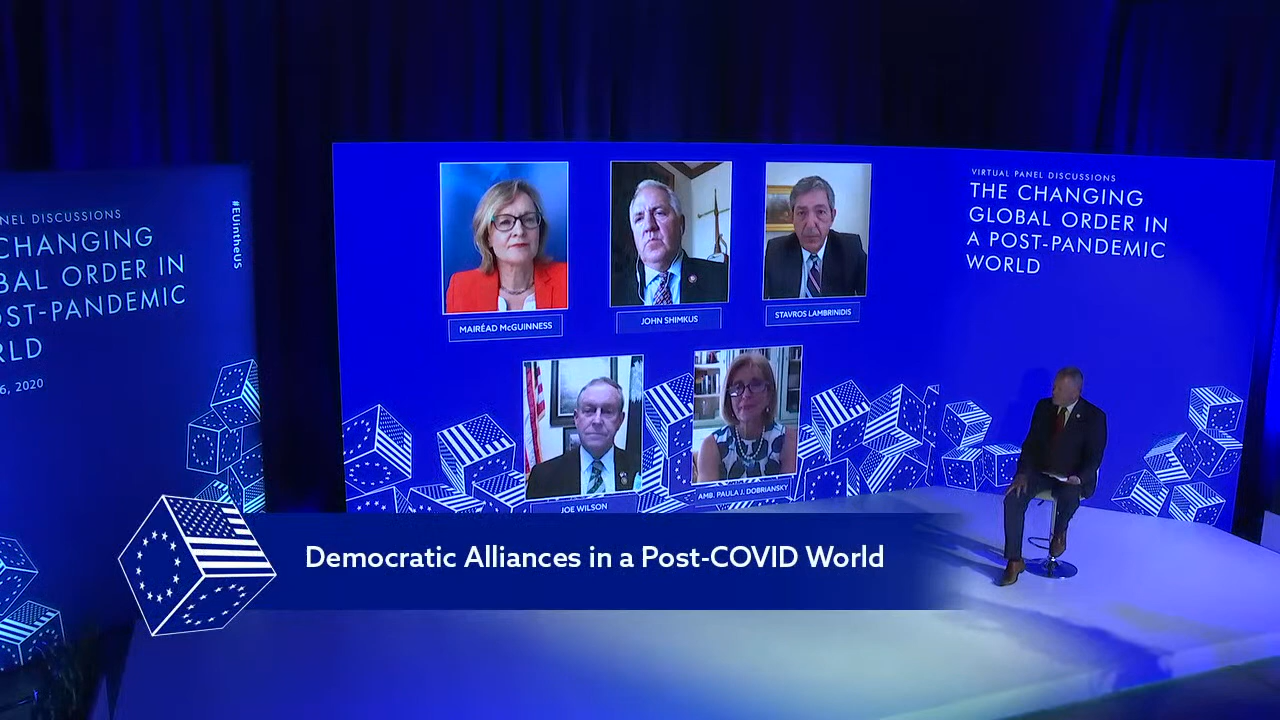 NEL DISCUSSIONS
CHANGING
BAL ORDER IN
OST-PANDEMIC
RLD
6, 2020
#EUintheUS
MAIRÉAD McGUINNESS
JOHN SHIMKUS
STAVROS LAMBRINIDIS
JOE WILSON
AMB. PAULA J. DOBRIANSKY
VIRTUAL PANEL DISCUSSIONS
THE CHANGING
GLOBAL ORDER IN
A POST-PANDEMIC
WORLD
Democratic Alliances in a Post-COVID World